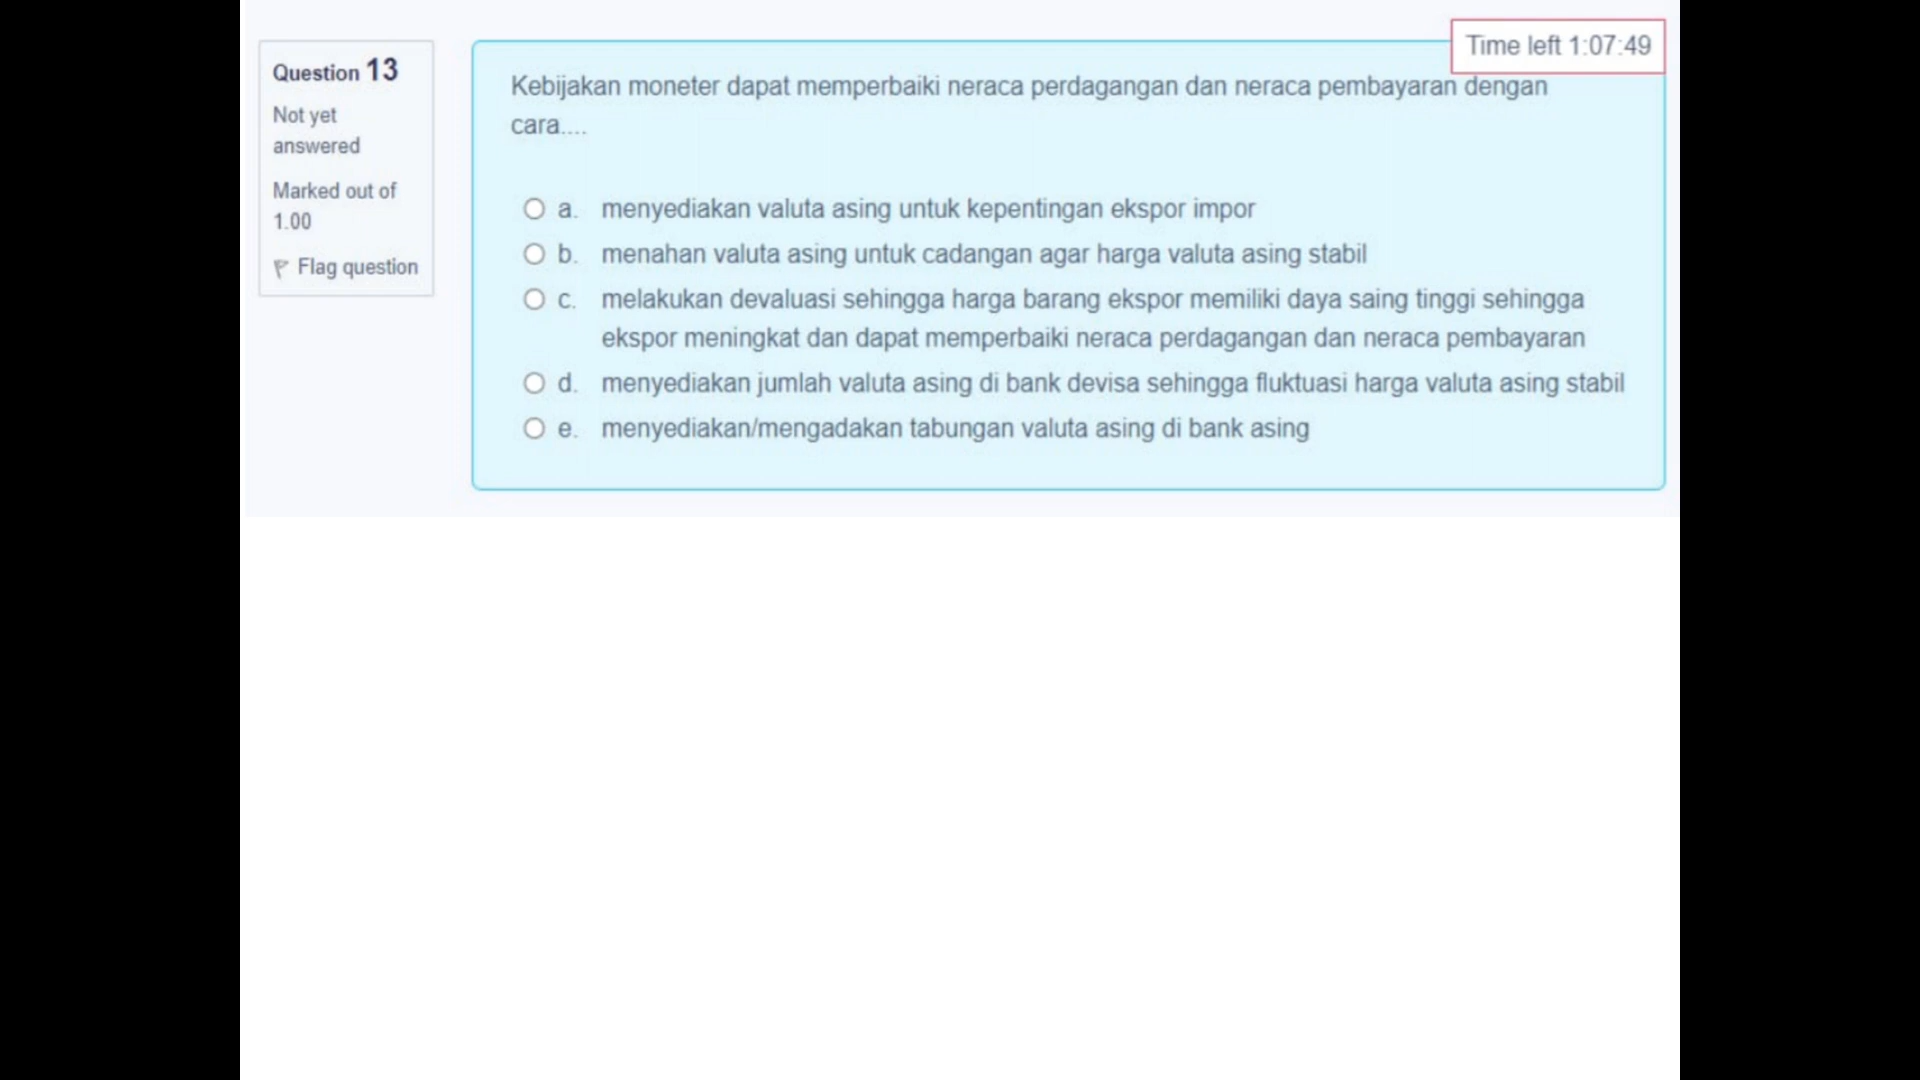 Question 13
Not yet
answered
Marked out of
1.00
Flag question
Time left 1:07:49
Kebijakan moneter dapat memperbaiki neraca perdagangan dan neraca pembayaran dengan
cara....
a. menyediakan valuta asing untuk kepentingan ekspor impor
b. menahan valuta asing untuk cadangan agar harga valuta asing stabil
c. melakukan devaluasi sehingga harga barang ekspor memiliki daya saing tinggi sehingga
ekspor meningkat dan dapat memperbaiki neraca perdagangan dan neraca pembayaran
d. menyediakan jumlah valuta asing di bank devisa sehingga fluktuasi harga valuta asing stabil
e. menyediakan/mengadakan tabungan valuta asing di bank asing